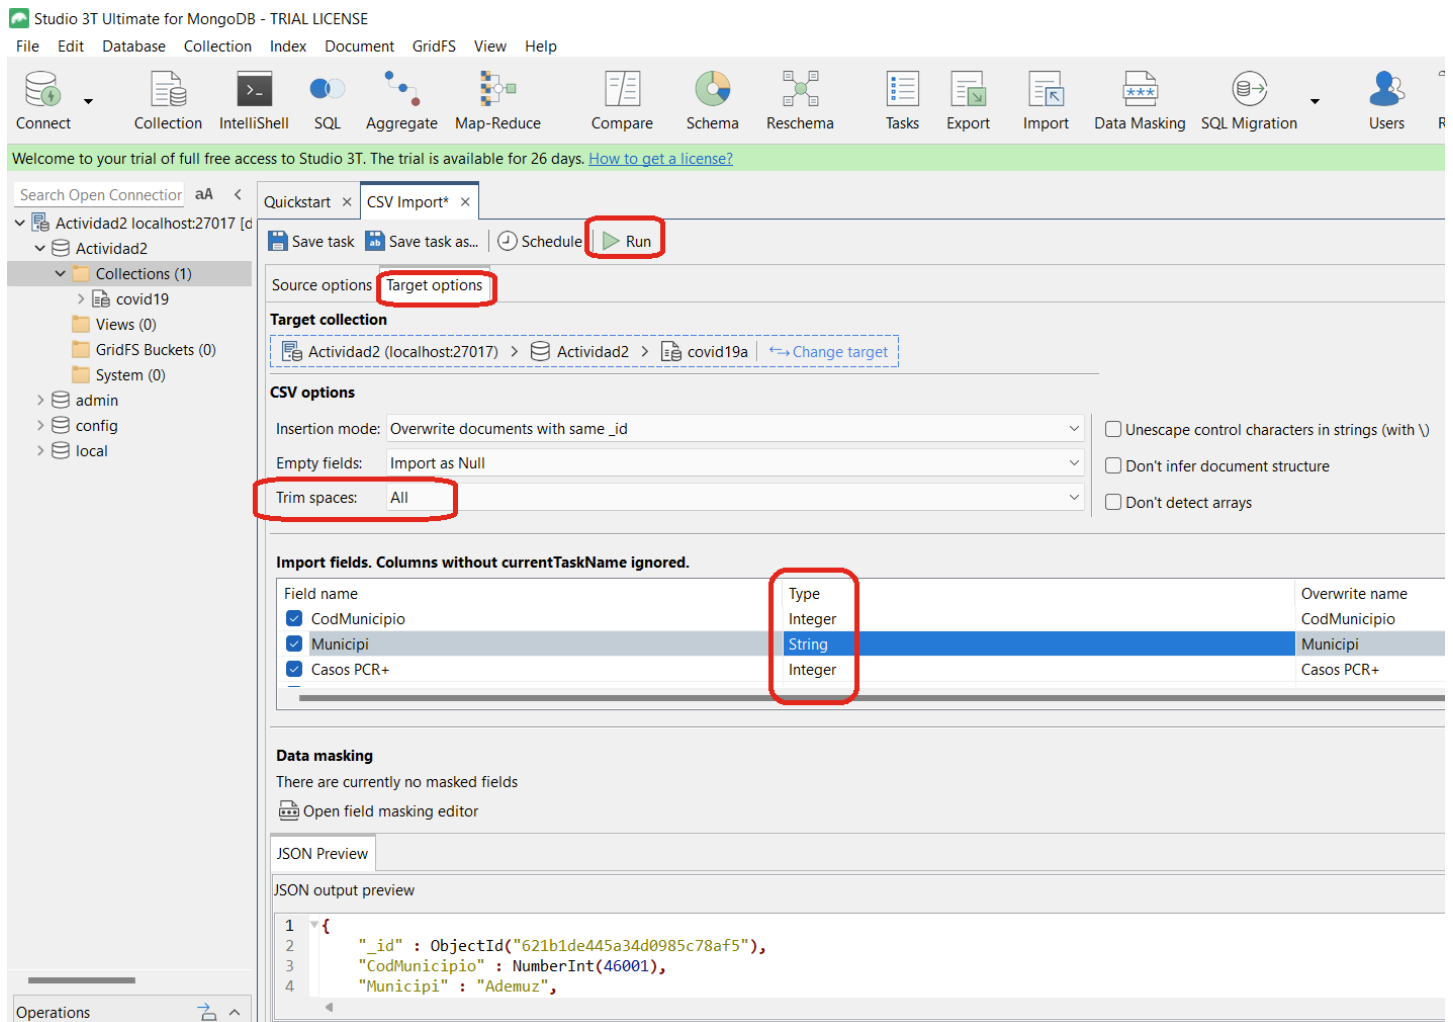 Studio 3T Ultimate for MongoDB - TRIAL LICENSE
File Edit Database Collection Index Document GridFS View Help
Connect Collection IntelliShell SQL Aggregate Map-Reduce Compare Schema Reschema Tasks Export Import Data Masking SQL Migration Users R
Welcome to your trial of full free access to Studio 3T. The trial is available for 26 days. How to get a license?
Search Open Connection aA
Actividad2 localhost:27017 [d
Actividad2
Collections (1)
covid19
Views (0)
GridFS Buckets (0)
System (0)
admin
config
local
Operations
Quickstart × CSV Import* ×
Save task Save task as... Schedule Run
Source options Target options
Target collection
Actividad2 (localhost:27017) > Actividad2 > covid19a Change target
CSV options
Insertion mode: Overwrite documents with same _id
Empty fields: Import as Null
Trim spaces: All
Unescape control characters in strings (with \)
Don't infer document structure
Don't detect arrays
Import fields. Columns without currentTaskName ignored.
Field name Type Overwrite name
CodMunicipio Integer CodMunicipio
Municipi String Municipi
Casos PCR+ Integer Casos PCR+
Data masking
There are currently no masked fields
Open field masking editor
JSON Preview
JSON output preview
1 {
2 "_id" : ObjectId("621b1de445a34d0985c78af5"),
3 "CodMunicipio" : NumberInt(46001),
4 "Municipi" : "Ademuz",